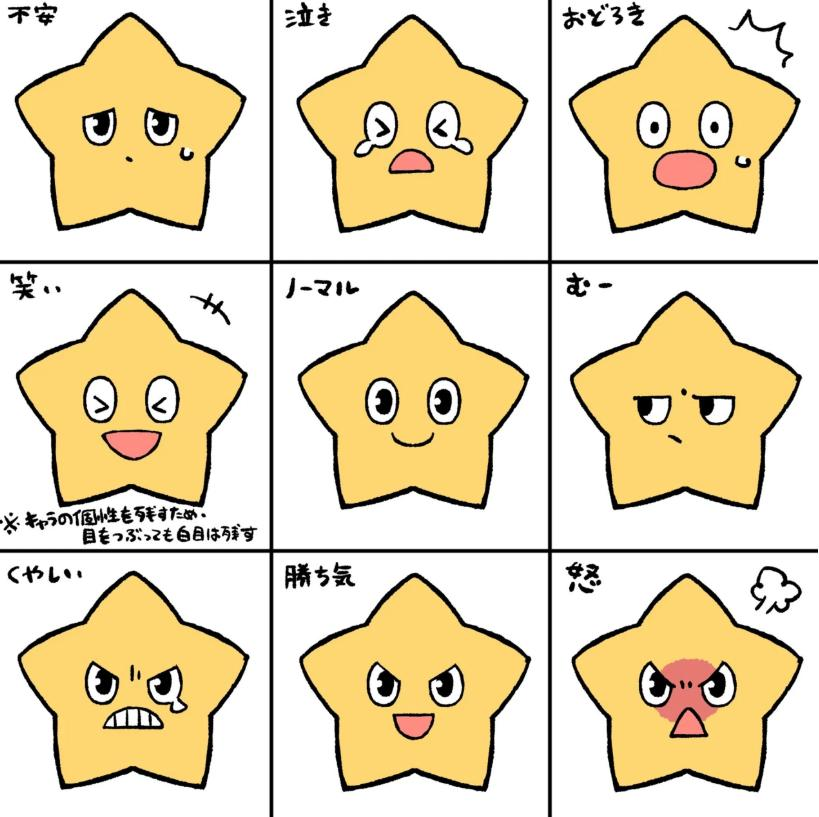 不安
泣き
おどろき
笑い
ノーマル
むー
※キャラの個性を残すため、
目をつぶっても白目は残す
くやしい
勝ち気
怒